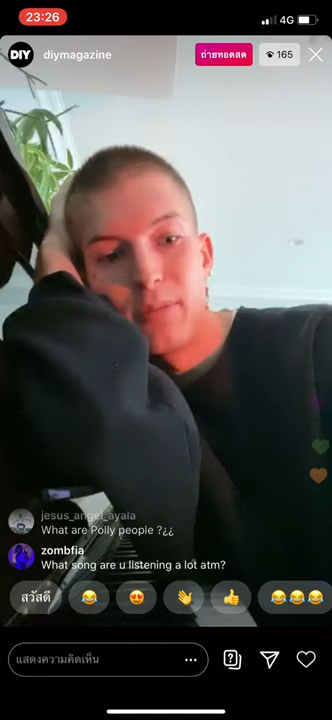 23:26
4G
DIY
diymagazine
ถ่ายทอดสด
165
jesus_angel_ayala
What are Polly people ?¿¿
zombfia
What song are u listening a lot atm?
สวัสดี
แสดงความคิดเห็น